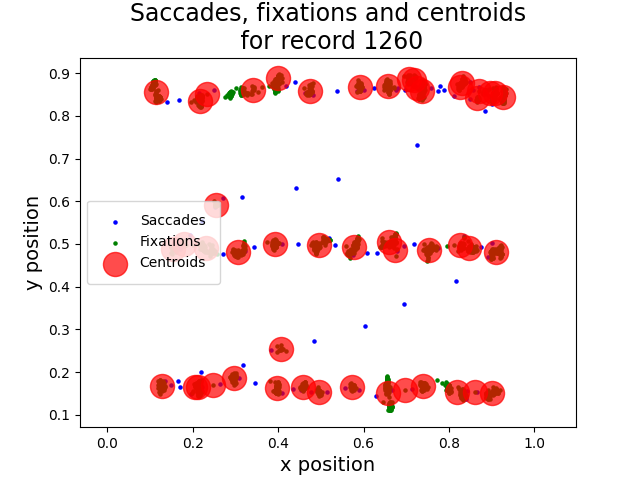 Saccades, fixations and centroids
for record 1260
y position
0.9
0.8
0.7
0.6
0.5
0.4
0.3
0.2
0.1
Saccades
Fixations
Centroids
0.0 0.2 0.4 0.6 0.8 1.0
x position